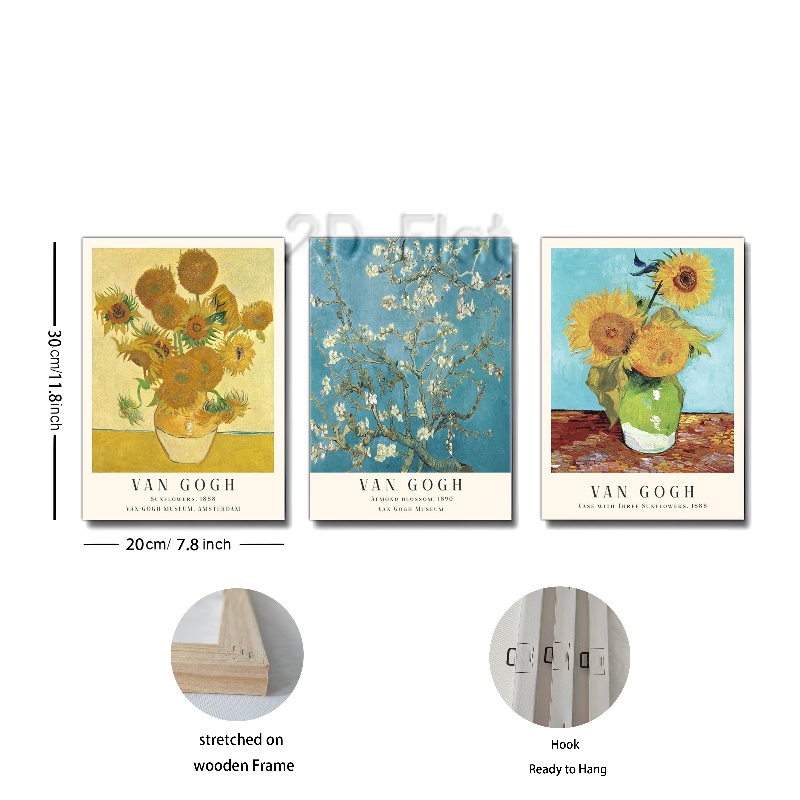 2D Flat
30cm/11.8inch
VAN GOGH
Sunflowers, 1888
Van Gogh Museum, Amsterdam
VAN GOGH
Almond blossom, 1890
Van Gogh Museum
VAN GOGH
Vase with Three Sunflowers, 1888
20cm/ 7.8 inch
stretched on
wooden Frame
Hook
Ready to Hang